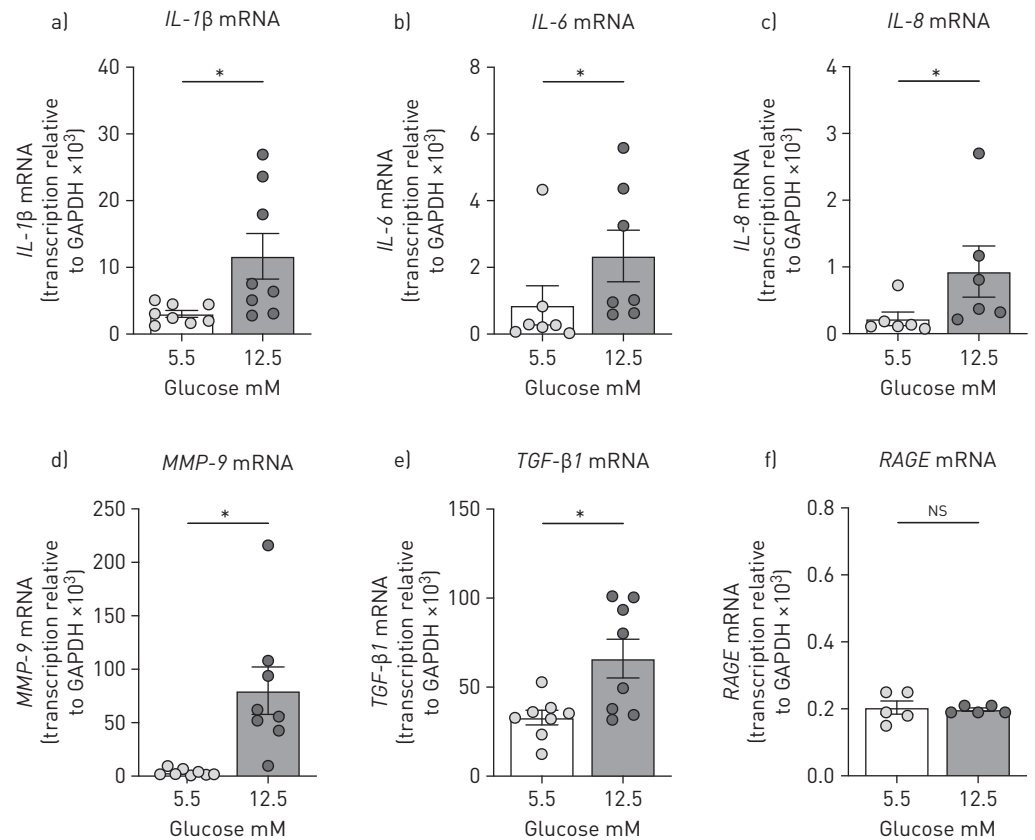 a) IL-1β mRNA
IL-1β mRNA
(transcription relative
to GAPDH ×10³)
40
30
20
10
0
*
5.5 12.5
Glucose mM
b) IL-6 mRNA
IL-6 mRNA
(transcription relative
to GAPDH ×10³)
8
6
4
2
0
*
5.5 12.5
Glucose mM
c) IL-8 mRNA
IL-8 mRNA
(transcription relative
to GAPDH ×10³)
4
3
2
1
0
*
5.5 12.5
Glucose mM
d) MMP-9 mRNA
MMP-9 mRNA
(transcription relative
to GAPDH ×10³)
250
200
150
100
50
0
*
5.5 12.5
Glucose mM
e) TGF-β1 mRNA
TGF-β1 mRNA
(transcription relative
to GAPDH ×10³)
150
100
50
0
*
5.5 12.5
Glucose mM
f) RAGE mRNA
RAGE mRNA
(transcription relative
to GAPDH ×10³)
0.8
0.6
0.4
0.2
0.0
NS
5.5 12.5
Glucose mM